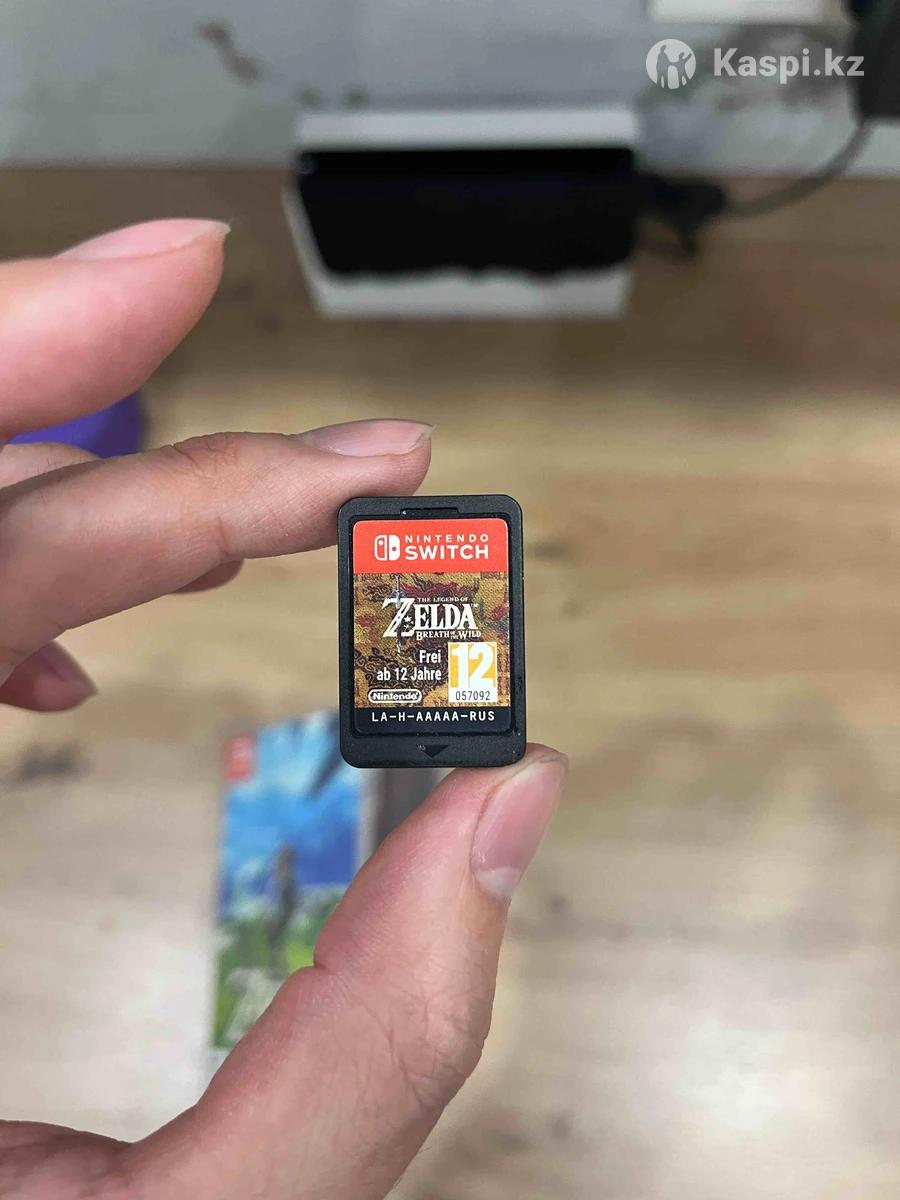 Kaspi.kz
NINTENDO
SWITCH
THE LEGEND OF
ZELDA™
BREATH OF THE WILD
Frei
ab 12 Jahre
12
057092
Nintendo
LA-H-AAAAA-RUS